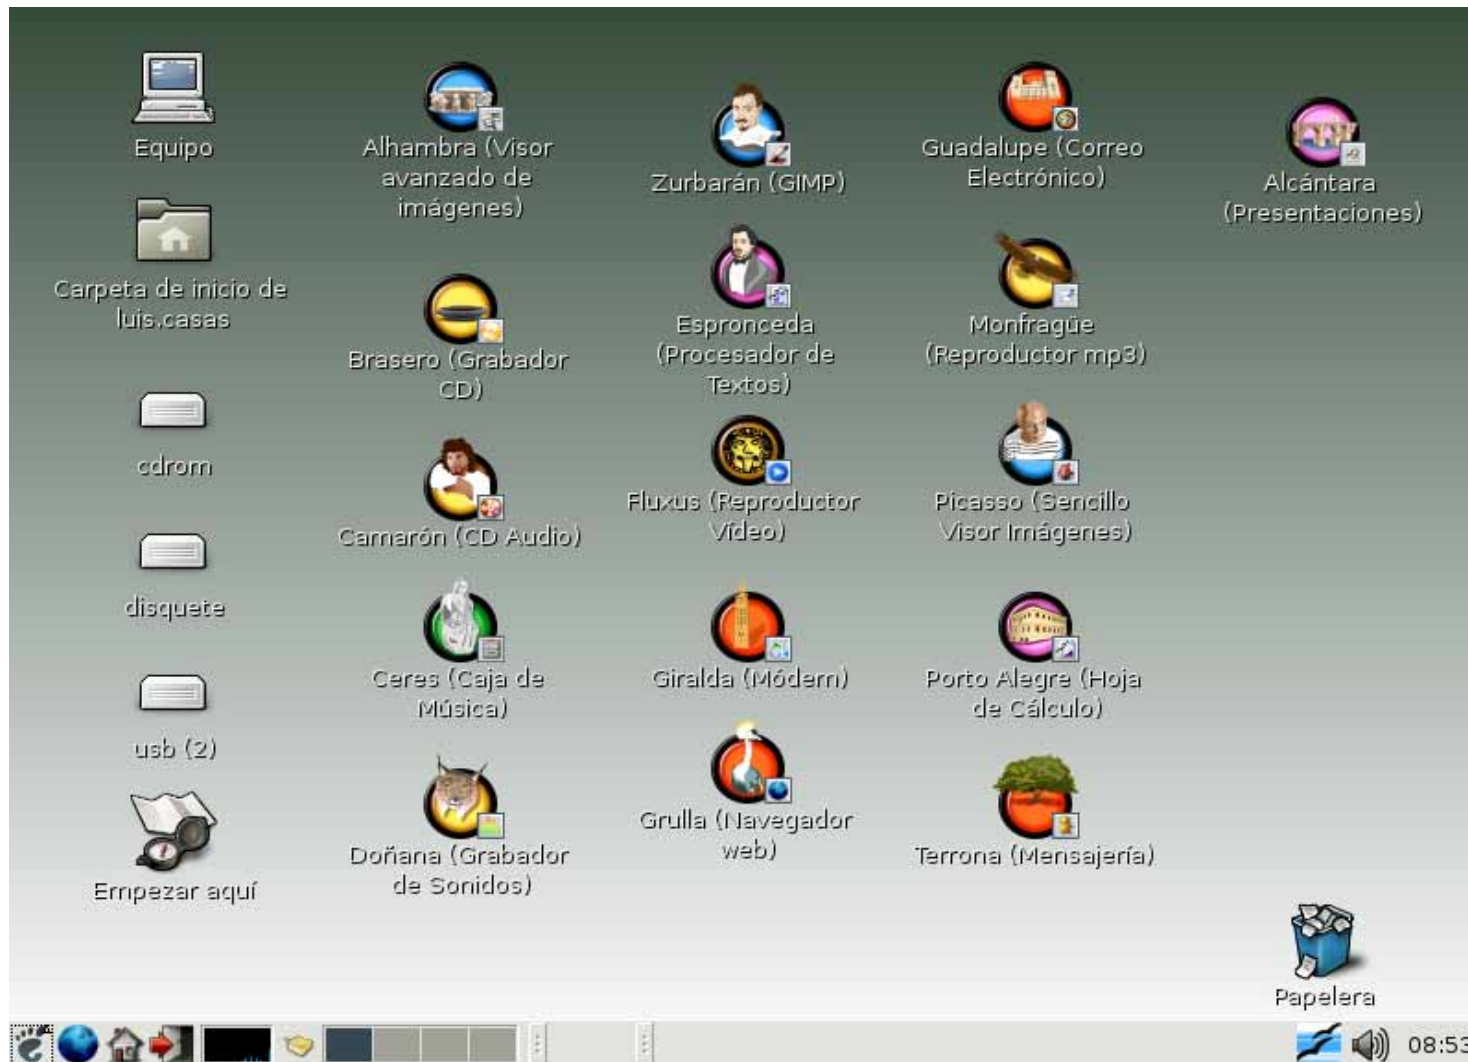 Equipo
Carpeta de inicio de
luis.casas
cdrom
disquete
usb (2)
Empezar aquí
Alhambra (Visor
avanzado de
imágenes)
Brasero (Grabador
CD)
Camarón (CD Audio)
Ceres (Caja de
Música)
Doñana (Grabador
de Sonidos)
Zurbarán (GIMP)
Espronceda
(Procesador de
Textos)
Fluxus (Reproductor
Vídeo)
Giralda (Módem)
Grulla (Navegador
web)
Guadalupe (Correo
Electrónico)
Monfragüe
(Reproductor mp3)
Picasso (Sencillo
Visor Imágenes)
Porto Alegre (Hoja
de Cálculo)
Terrona (Mensajería)
Alcántara
(Presentaciones)
Papelera
08:53